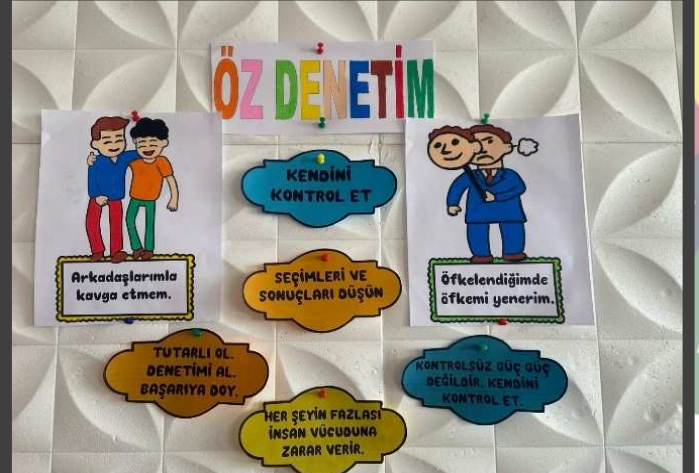 ÖZ DENETİM
KENDİNİ
KONTROL ET
Arkadaşlarımla
kavga etmem.
SEÇİMLERİ VE
SONUÇLARI DÜŞÜN
Öfkelendiğimde
öfkemi yenerim.
TUTARLI OL.
DENETİMİ AL.
BAŞARIYA DOY.
KONTROLSÜZ GÜÇ GÜÇ
DEĞİLDİR. KENDİNİ
KONTROL ET.
HER ŞEYİN FAZLASI
İNSAN VÜCUDUNA
ZARAR VERİR.